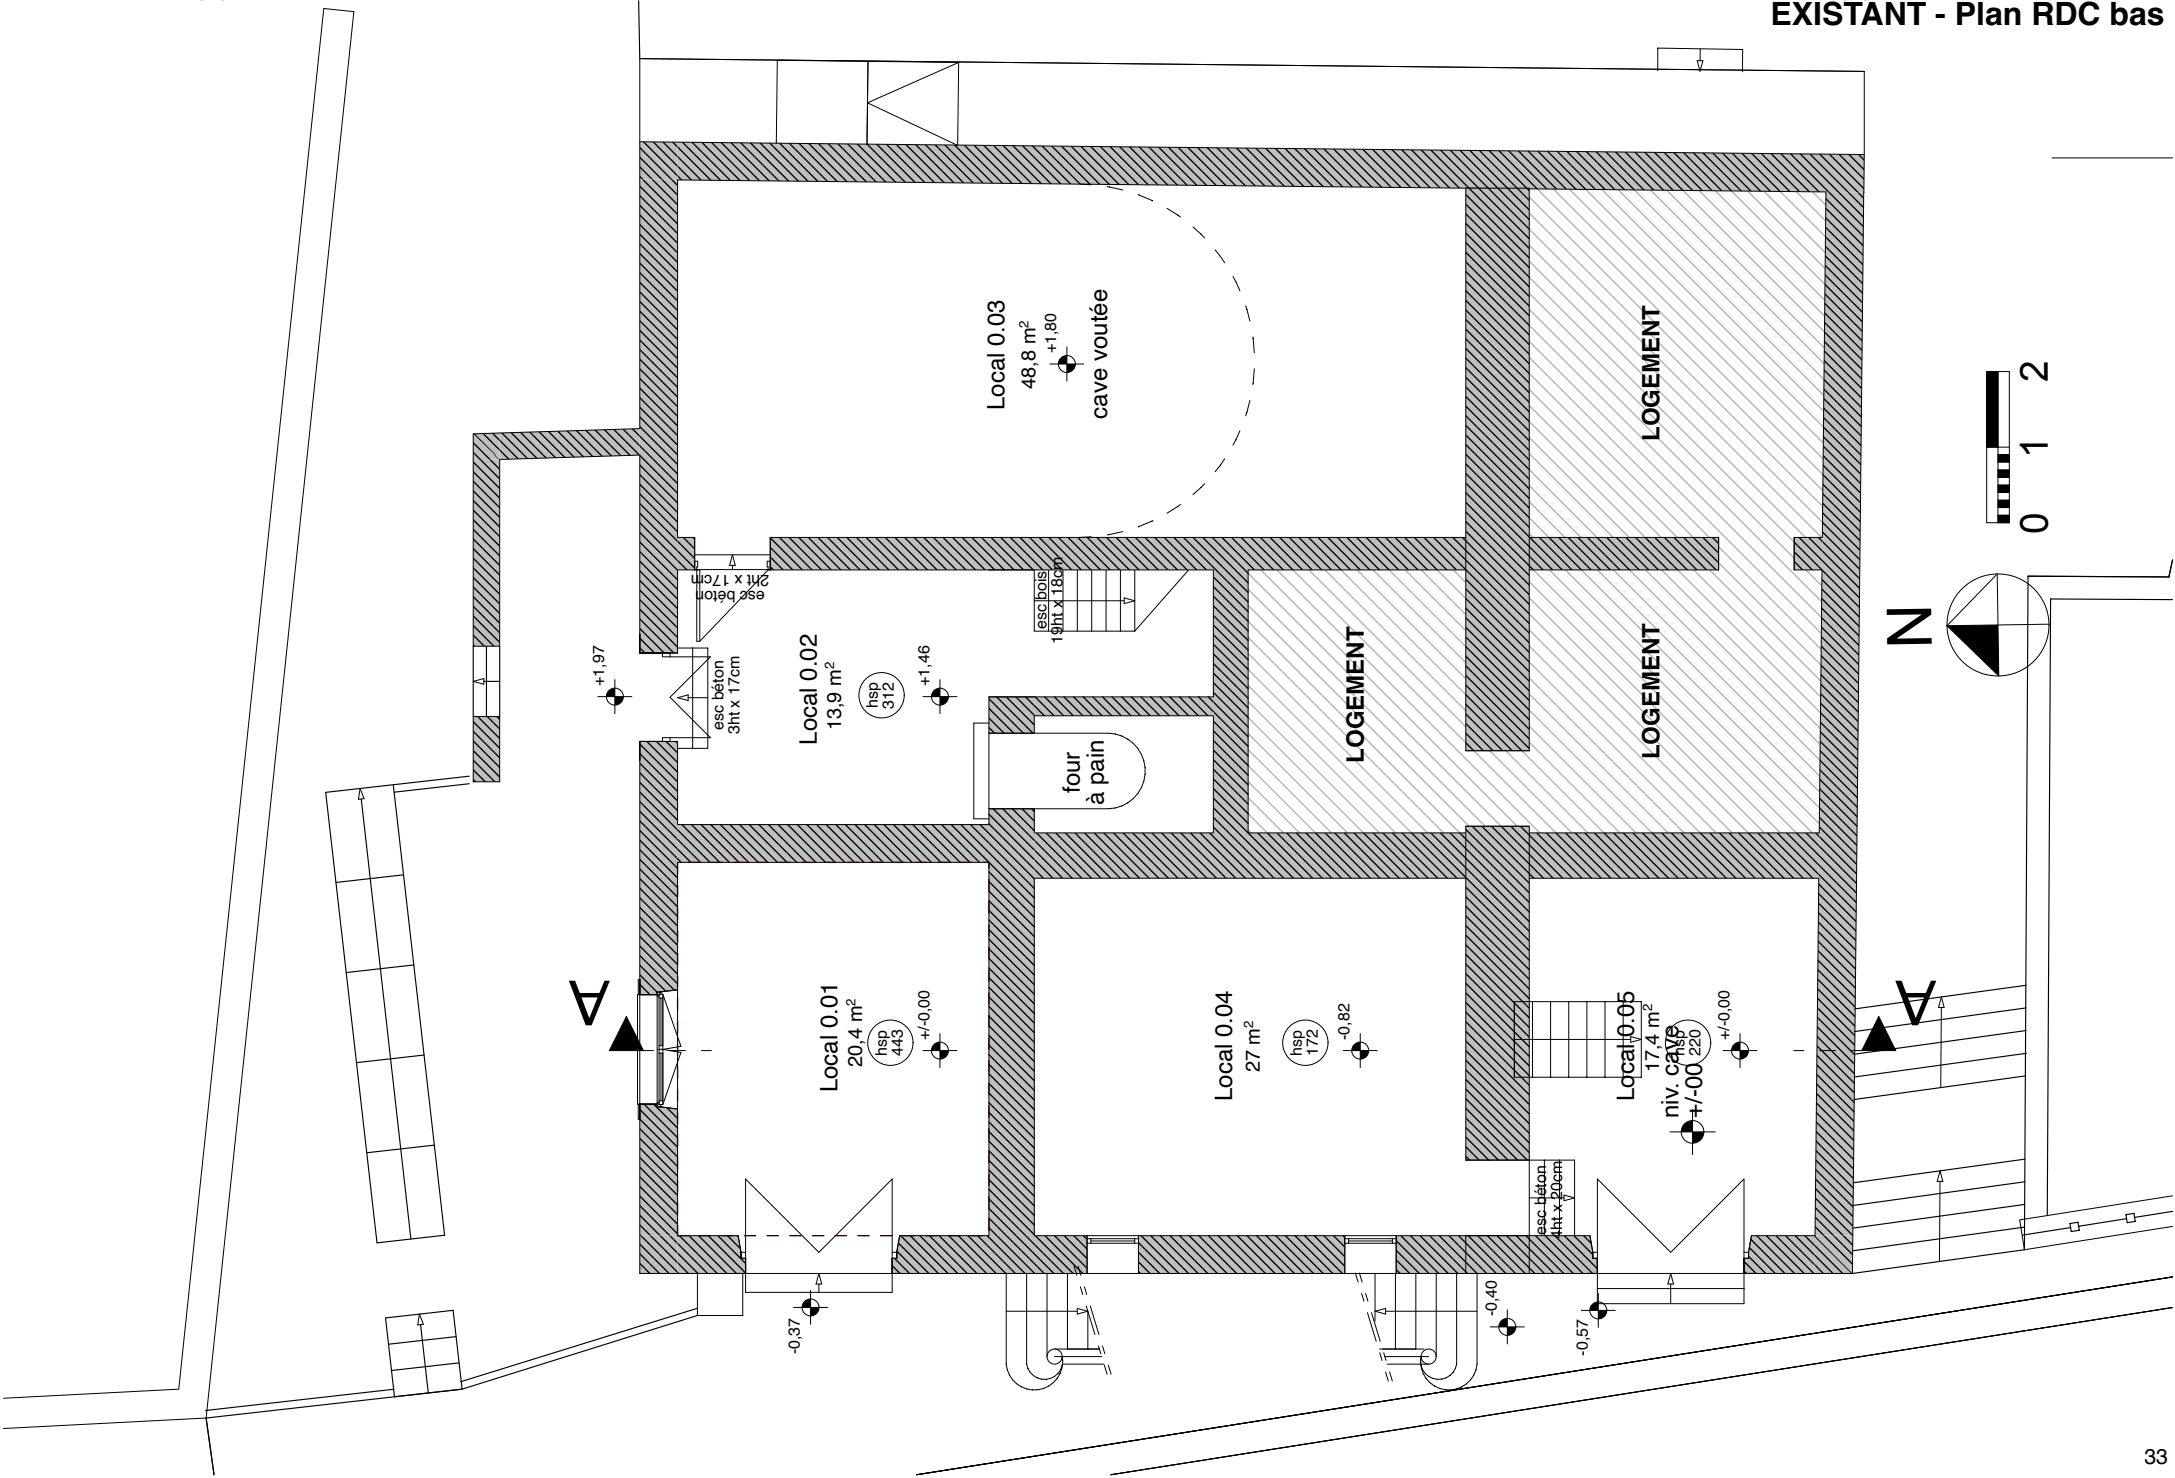 EXISTANT - Plan RDC bas
Local 0.03
48,8 m²
+1,80
cave voutée
LOGEMENT
0 1 2
N
esc béton
2ht x 17cm
esc bois
19ht x 18cm
+1,97
esc béton
3ht x 17cm
Local 0.02
13,9 m²
hsp
312
+1,46
four
à pain
LOGEMENT
LOGEMENT
A
Local 0.01
20,4 m²
hsp
443
+/-0,00
Local 0.04
27 m²
hsp
172
-0,82
Local 0.05
17,4 m²
hsp
220
niv. cave
+/-00
+/-0,00
A
esc béton
4ht x 20cm
-0,37
-0,40
-0,57
33